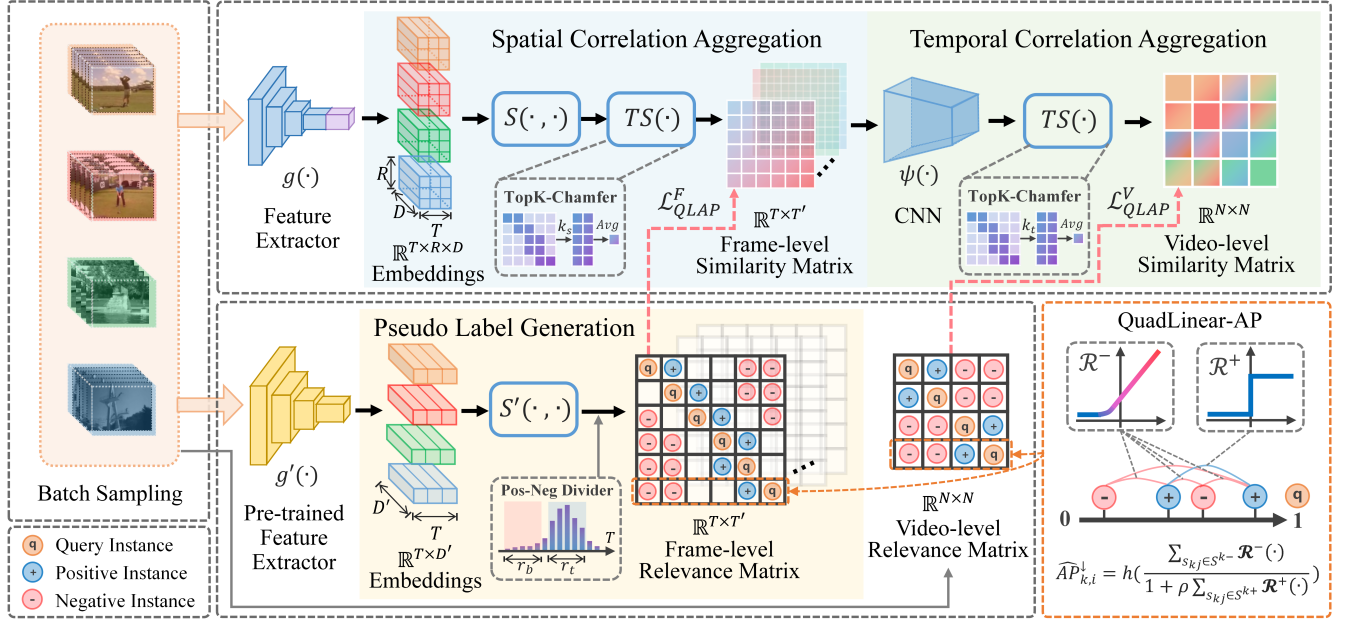 Batch Sampling
q Query Instance
+ Positive Instance
- Negative Instance
g(·)
Feature
Extractor
R
D
T
ℝ^{T×R×D}
Embeddings
Spatial Correlation Aggregation
S(· , ·)
TS(·)
TopK-Chamfer
k_s
Avg
ℒ^F_{QLAP}
ℝ^{T×T′}
Frame-level
Similarity Matrix
Temporal Correlation Aggregation
ψ(·)
CNN
TS(·)
TopK-Chamfer
k_t
Avg
ℒ^V_{QLAP}
ℝ^{N×N}
Video-level
Similarity Matrix
g′(·)
Pre-trained
Feature
Extractor
Pseudo Label Generation
D′
T
ℝ^{T×D′}
Embeddings
S′(· , ·)
Pos-Neg Divider
r_b
r_t
T
q + - -
q + - -
- q + -
- - q +
- - + q
- - + q
ℝ^{T×T′}
Frame-level
Relevance Matrix
q + - -
+ q - -
- - q +
- - + q
ℝ^{N×N}
Video-level
Relevance Matrix
QuadLinear-AP
ℛ⁻
ℛ⁺
- + - + q
0 1
\widehat{AP}^↓_{k,i} = h(\frac{∑_{s_{kj}∈S^{k-}} ℛ⁻(·)}{1 + ρ ∑_{s_{kj}∈S^{k+}} ℛ⁺(·)})